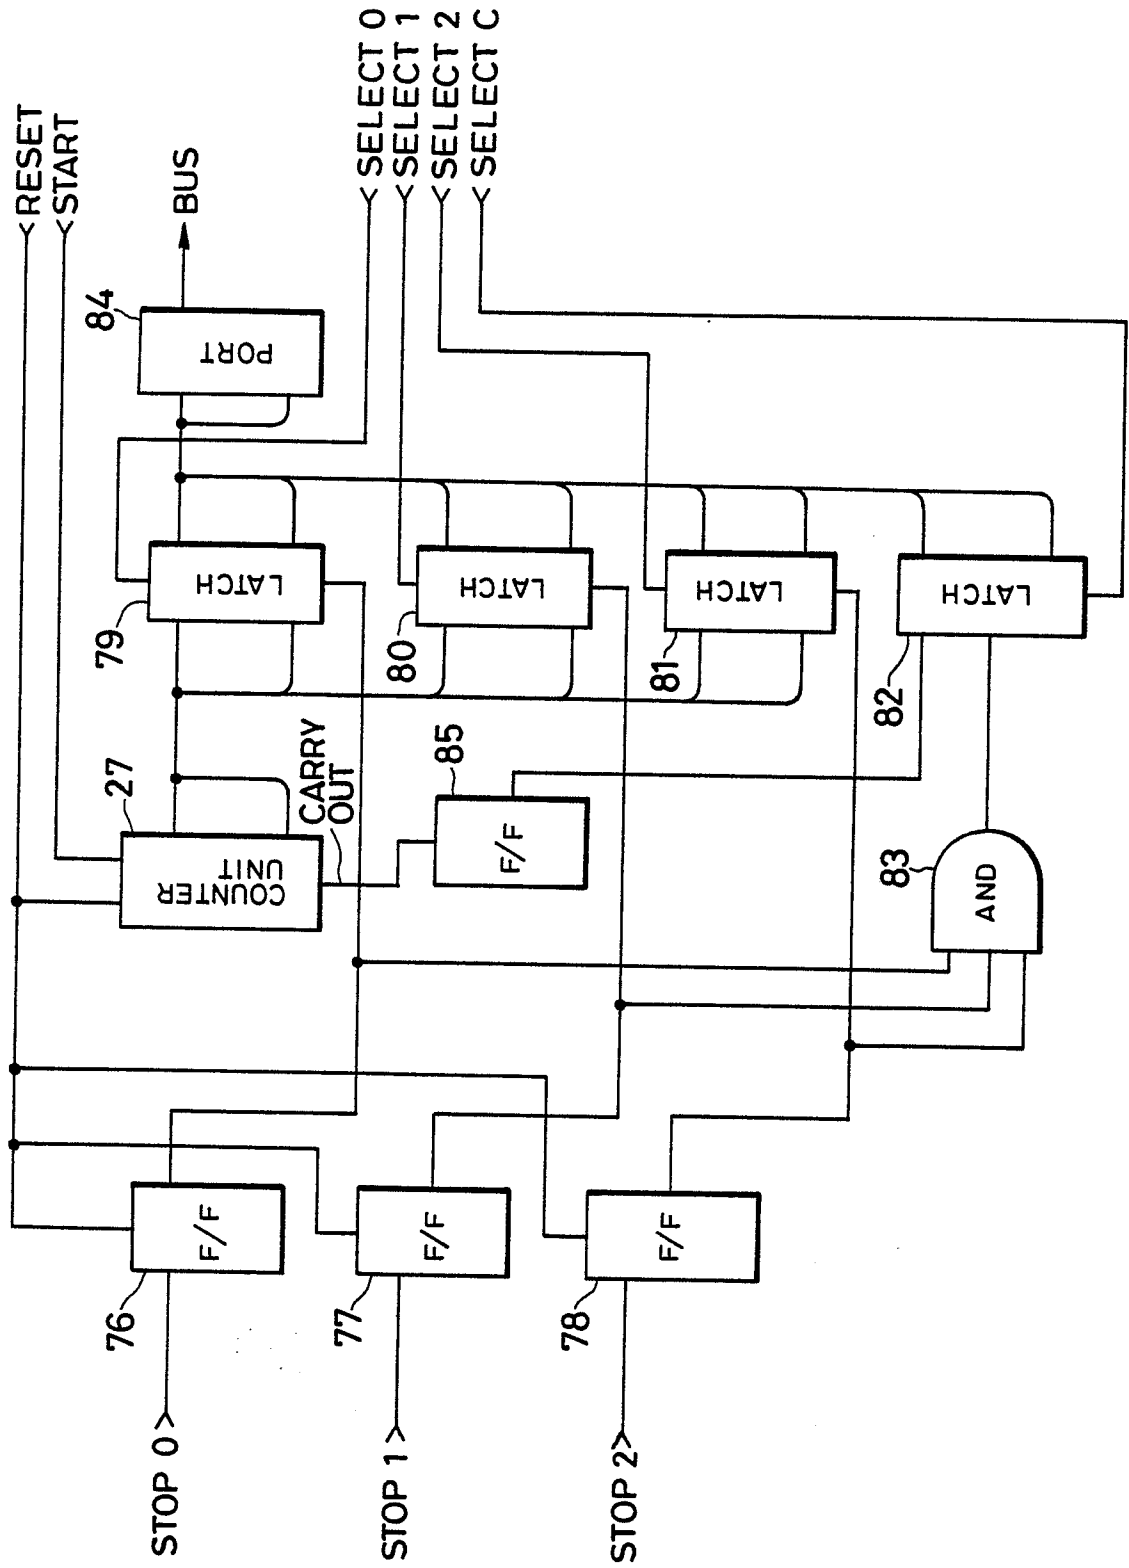 <RESET
<START
BUS
84
PORT
<SELECT 0
<SELECT 1
<SELECT 2
<SELECT C
79
LATCH
80
LATCH
81
LATCH
82
LATCH
27
COUNTER
UNIT
CARRY
OUT
85
F/F
83
AND
76
F/F
77
F/F
78
F/F
STOP 0>
STOP 1>
STOP 2>